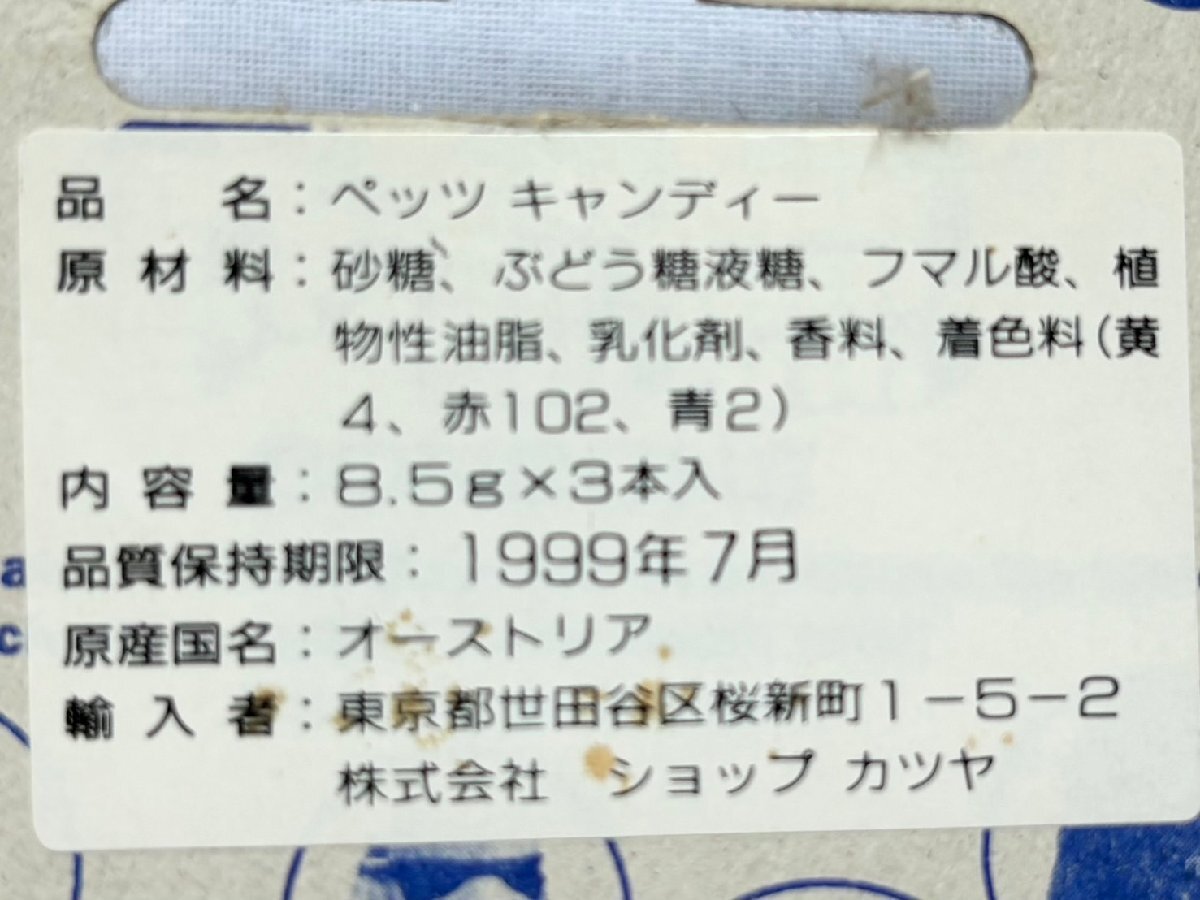 品名：ペッツ キャンディー
原材料：砂糖、ぶどう糖液糖、フマル酸、植
物性油脂、乳化剤、香料、着色料（黄
4、赤102、青2）
内容量：8.5g×3本入
品質保持期限：1999年7月
原産国名：オーストリア
輸入者：東京都世田谷区桜新町1－5－2
株式会社 ショップ カツヤ
a
c